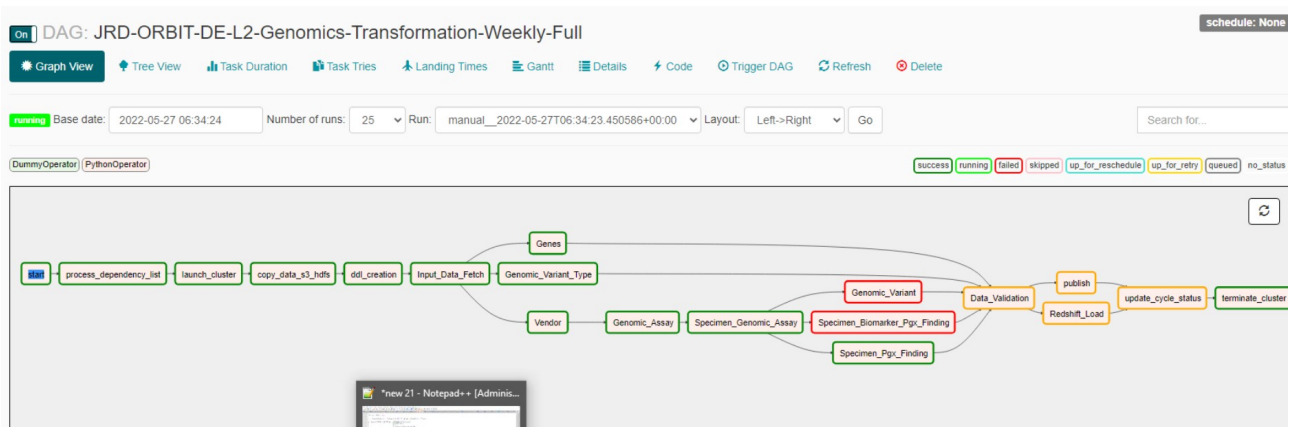 schedule: None
On DAG: JRD-ORBIT-DE-L2-Genomics-Transformation-Weekly-Full
Graph View Tree View Task Duration Task Tries Landing Times Gantt Details Code Trigger DAG Refresh Delete
running Base date: 2022-05-27 06:34:24 Number of runs: 25 Run: manual__2022-05-27T06:34:23.450586+00:00 Layout: Left->Right Go Search for...
DummyOperator PythonOperator success running failed skipped up_for_reschedule up_for_retry queued no_status
Genes
start process_dependency_list launch_cluster copy_data_s3_hdfs ddl_creation Input_Data_Fetch Genomic_Variant_Type
publish
Genomic_Variant
Data_Validation update_cycle_status terminate_cluster
Redshift_Load
Vendor Genomic_Assay Specimen_Genomic_Assay Specimen_Biomarker_Pgx_Finding
Specimen_Pgx_Finding
*new 21 - Notepad++ [Adminis...